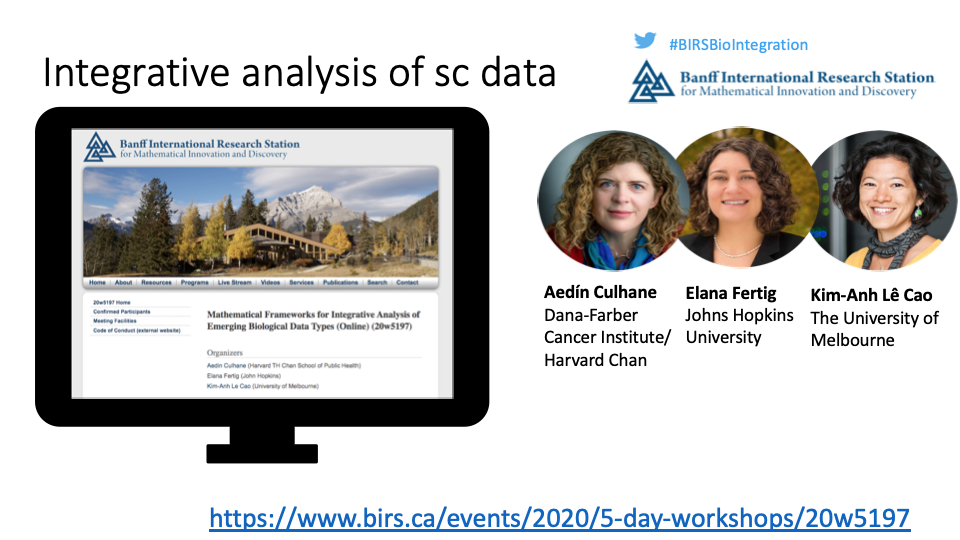 #BIRSBioIntegration
Integrative analysis of sc data
Banff International Research Station
for Mathematical Innovation and Discovery
Banff International Research Station
for Mathematical Innovation and Discovery
Home | About | Resources | Programs | Live Stream | Videos | Services | Publications | Search | Contact
20w5197 Home
Confirmed Participants
Meeting Facilities
Code of Conduct (external website)
Mathematical Frameworks for Integrative Analysis of
Emerging Biological Data Types (Online) (20w5197)
Organizers
Aedin Culhane (Harvard TH Chan School of Public Health)
Elana Fertig (John Hopkins)
Kim-Anh Le Cao (University of Melbourne)
Aedín Culhane
Dana-Farber
Cancer Institute/
Harvard Chan
Elana Fertig
Johns Hopkins
University
Kim-Anh Lê Cao
The University of
Melbourne
https://www.birs.ca/events/2020/5-day-workshops/20w5197